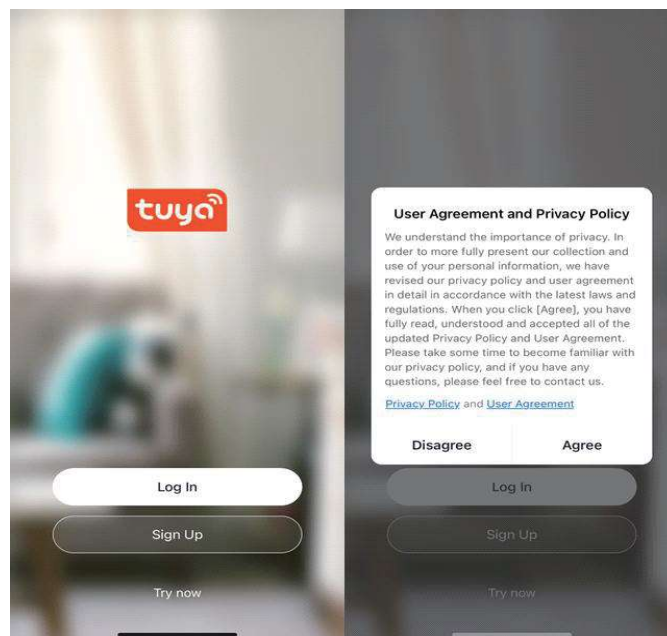 tuya
Log In
Sign Up
Try now
User Agreement and Privacy Policy
We understand the importance of privacy. In
order to more fully present our collection and
use of your personal information, we have
revised our privacy policy and user agreement
in detail in accordance with the latest laws and
regulations. When you click [Agree], you have
fully read, understood and accepted all of the
updated Privacy Policy and User Agreement.
Please take some time to become familiar with
our privacy policy, and if you have any
questions, please feel free to contact us.
Privacy Policy and User Agreement
Disagree Agree
Log In
Sign Up
Try now